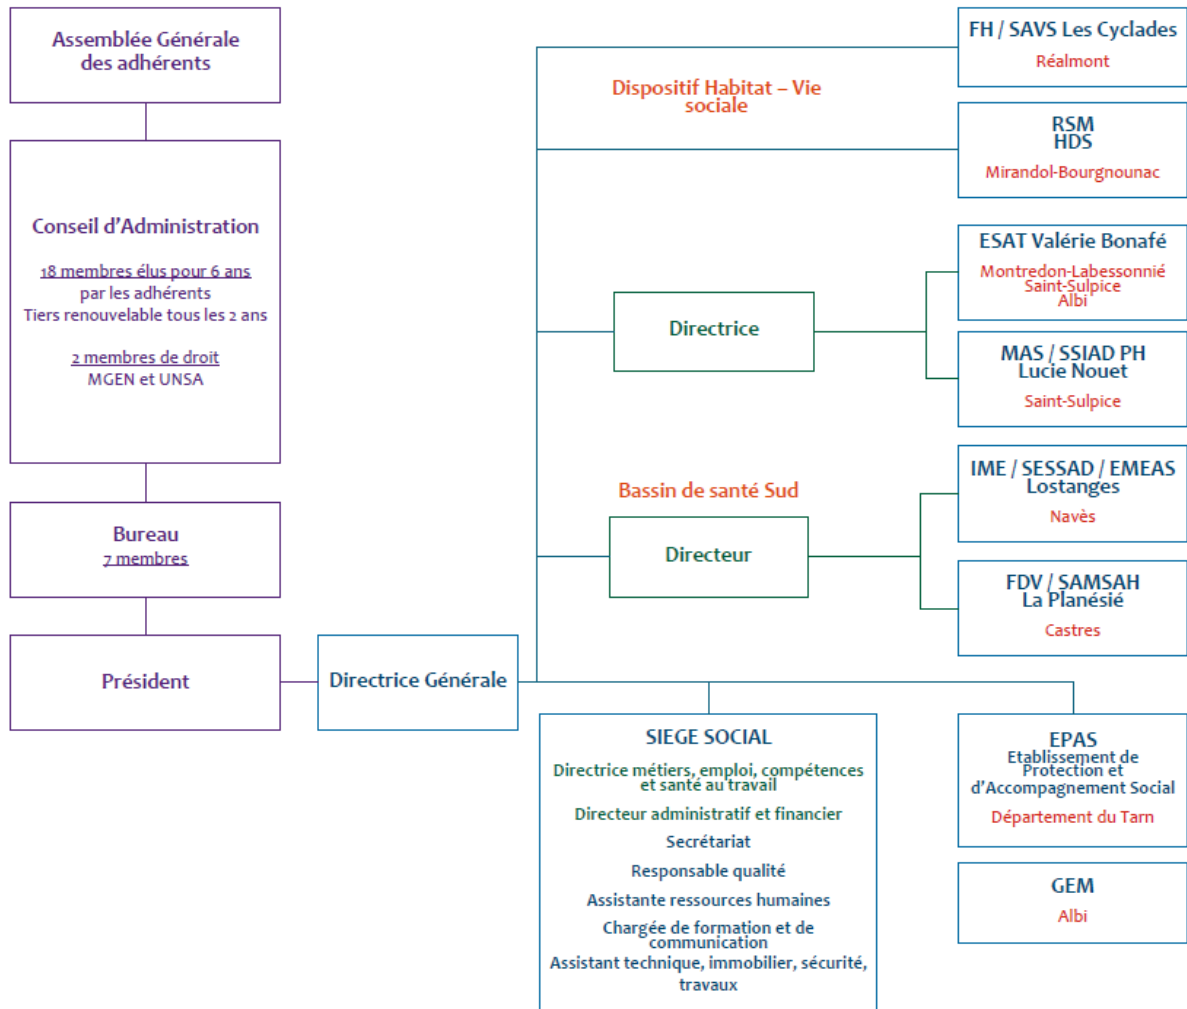 Assemblée Générale
des adhérents
Conseil d'Administration
18 membres élus pour 6 ans
par les adhérents
Tiers renouvelable tous les 2 ans
2 membres de droit
MGEN et UNSA
Bureau
7 membres
Président
Directrice Générale
Dispositif Habitat – Vie
sociale
Directrice
Bassin de santé Sud
Directeur
FH / SAVS Les Cyclades
Réalmont
RSM
HDS
Mirandol-Bourgnounac
ESAT Valérie Bonafé
Montredon-Labessonnié
Saint-Sulpice
Albi
MAS / SSIAD PH
Lucie Nouet
Saint-Sulpice
IME / SESSAD / EMEAS
Lostanges
Navès
FDV / SAMSAH
La Planésié
Castres
SIEGE SOCIAL
Directrice métiers, emploi, compétences
et santé au travail
Directeur administratif et financier
Secrétariat
Responsable qualité
Assistante ressources humaines
Chargée de formation et de
communication
Assistant technique, immobilier, sécurité,
travaux
EPAS
Etablissement de
Protection et
d'Accompagnement Social
Département du Tarn
GEM
Albi